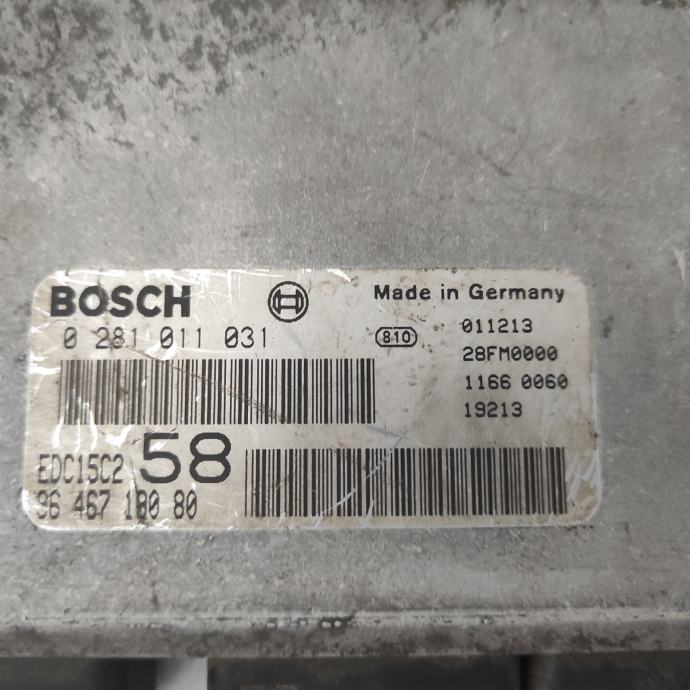 BOSCH
Made in Germany
0 281 011 031
810
011213
28FM0000
1166 0060
19213
EDC15C2 58
96 467 180 80